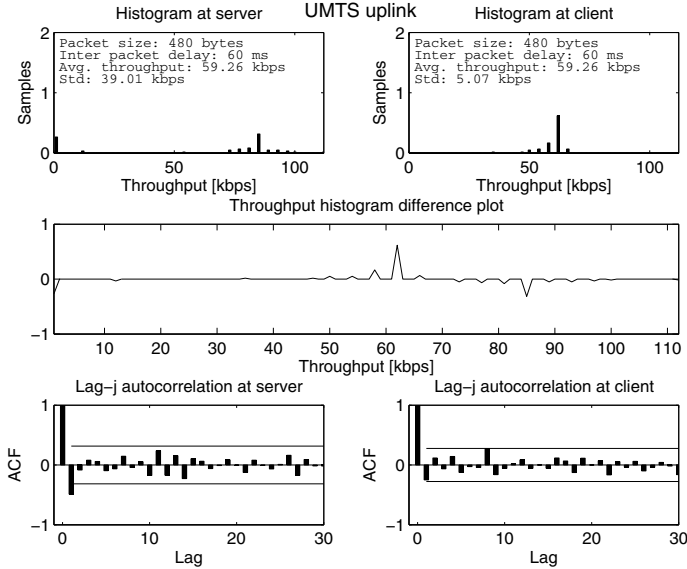 UMTS uplink
Histogram at server
Histogram at client
Packet size: 480 bytes
Inter packet delay: 60 ms
Avg. throughput: 59.26 kbps
Std: 39.01 kbps
Packet size: 480 bytes
Inter packet delay: 60 ms
Avg. throughput: 59.26 kbps
Std: 5.07 kbps
Samples
2
1
0
0 50 100
Throughput [kbps]
Samples
2
1
0
0 50 100
Throughput [kbps]
Throughput histogram difference plot
1
0
−1
10 20 30 40 50 60 70 80 90 100 110
Throughput [kbps]
Lag−j autocorrelation at server
ACF
1
0
−1
0 10 20 30
Lag
Lag−j autocorrelation at client
ACF
1
0
−1
0 10 20 30
Lag